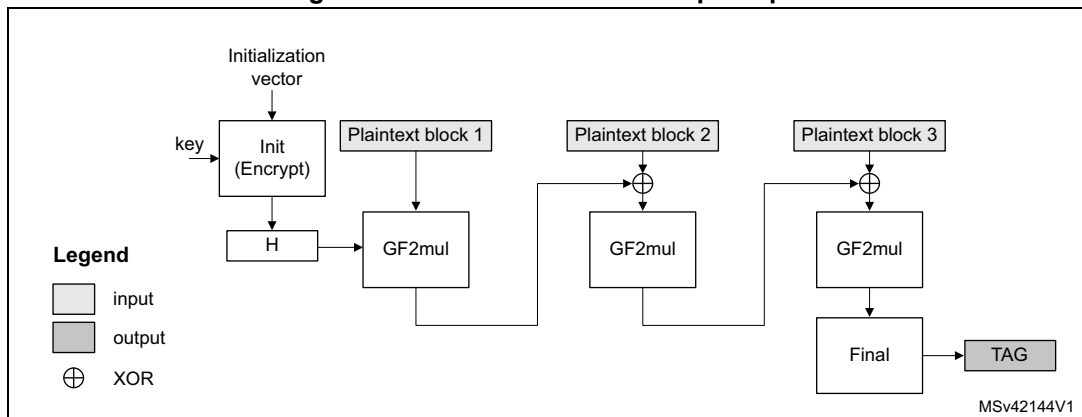 Initialization
vector
key
Init
(Encrypt)
Plaintext block 1
Plaintext block 2
Plaintext block 3
H
GF2mul
GF2mul
GF2mul
Legend
input
output
XOR
Final
TAG
MSv42144V1